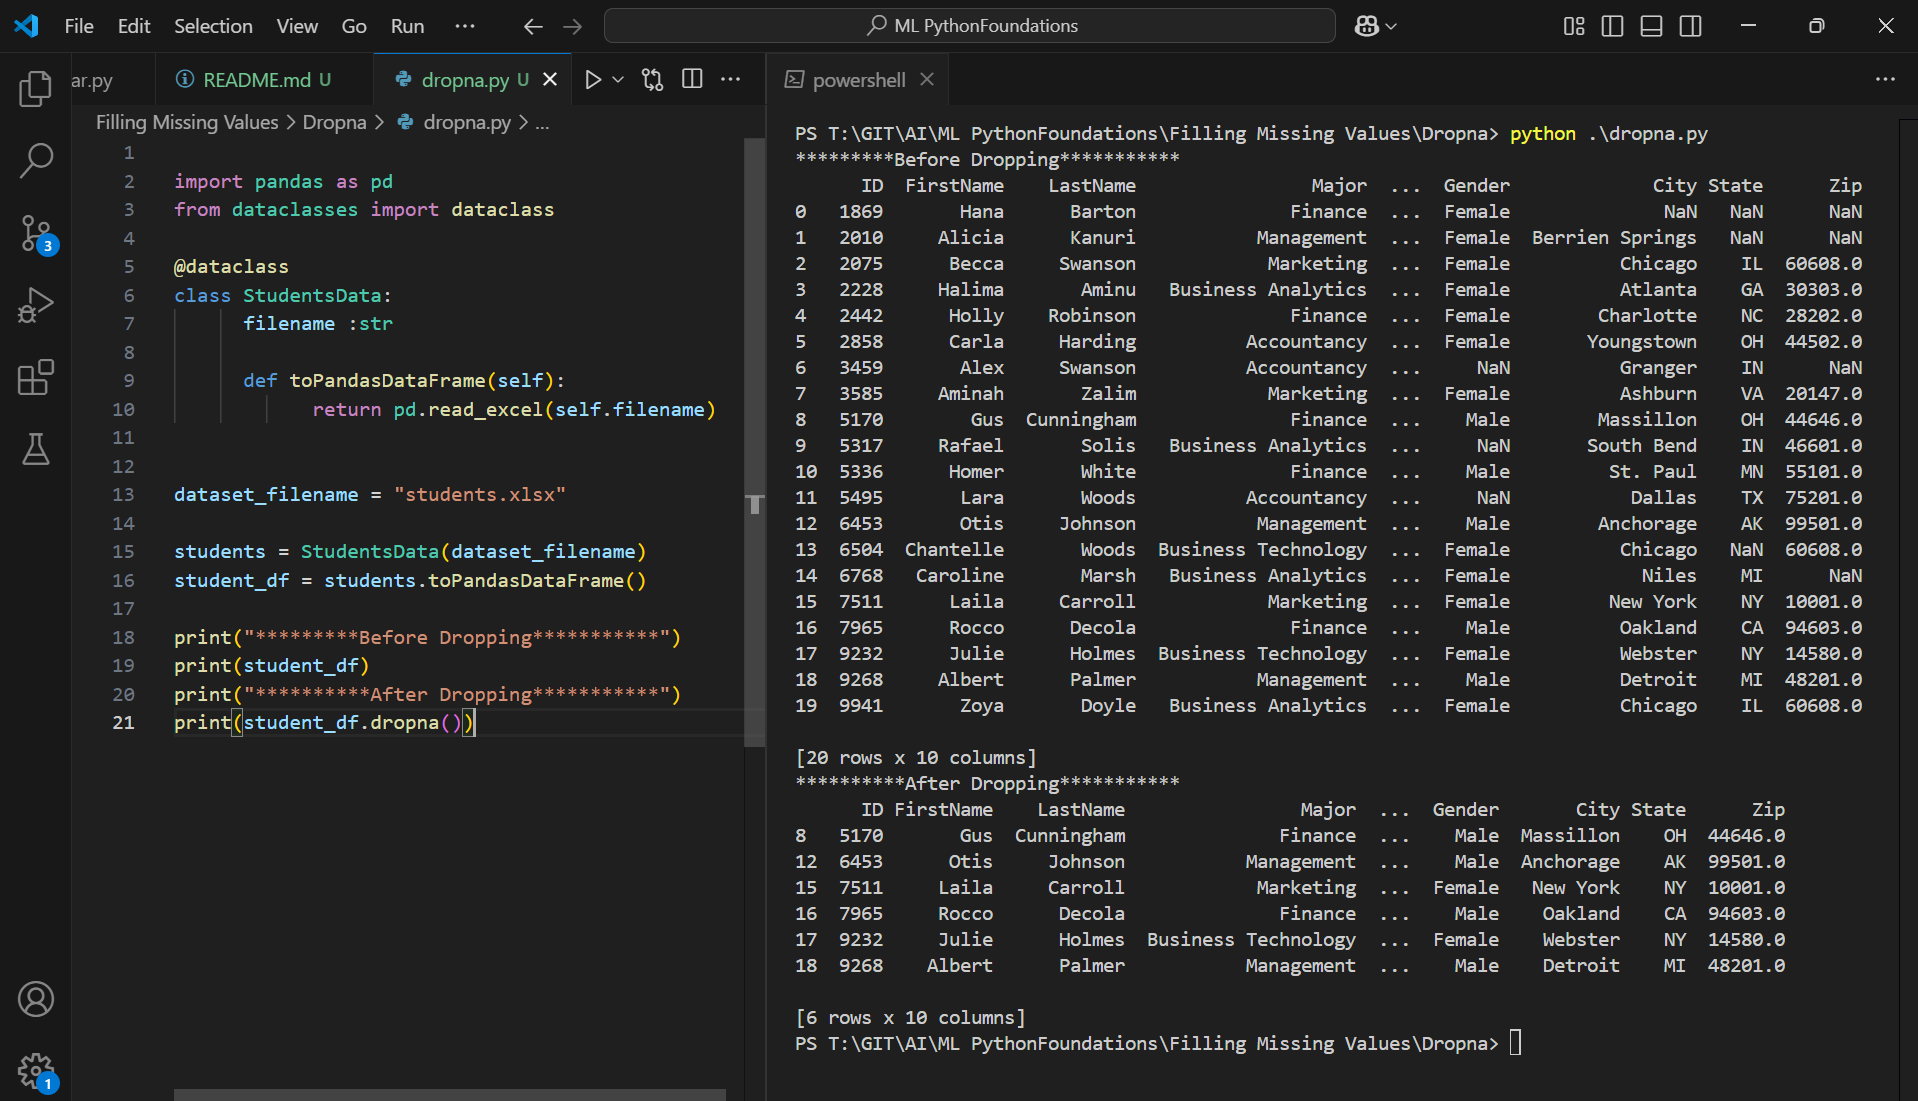 File Edit Selection View Go Run ··· ML PythonFoundations
ar.py README.md U dropna.py U
Filling Missing Values > Dropna > dropna.py > ...
1
2 import pandas as pd
3 from dataclasses import dataclass
4
5 @dataclass
6 class StudentsData:
7 filename :str
8
9 def toPandasDataFrame(self):
10 return pd.read_excel(self.filename)
11
12
13 dataset_filename = "students.xlsx"
14
15 students = StudentsData(dataset_filename)
16 student_df = students.toPandasDataFrame()
17
18 print("*********Before Dropping***********")
19 print(student_df)
20 print("**********After Dropping***********")
21 print(student_df.dropna())
3
1
powershell
PS T:\GIT\AI\ML PythonFoundations\Filling Missing Values\Dropna> python .\dropna.py
*********Before Dropping***********
ID FirstName LastName Major ... Gender City State Zip
0 1869 Hana Barton Finance ... Female NaN NaN NaN
1 2010 Alicia Kanuri Management ... Female Berrien Springs NaN NaN
2 2075 Becca Swanson Marketing ... Female Chicago IL 60608.0
3 2228 Halima Aminu Business Analytics ... Female Atlanta GA 30303.0
4 2442 Holly Robinson Finance ... Female Charlotte NC 28202.0
5 2858 Carla Harding Accountancy ... Female Youngstown OH 44502.0
6 3459 Alex Swanson Accountancy ... NaN Granger IN NaN
7 3585 Aminah Zalim Marketing ... Female Ashburn VA 20147.0
8 5170 Gus Cunningham Finance ... Male Massillon OH 44646.0
9 5317 Rafael Solis Business Analytics ... NaN South Bend IN 46601.0
10 5336 Homer White Finance ... Male St. Paul MN 55101.0
11 5495 Lara Woods Accountancy ... NaN Dallas TX 75201.0
12 6453 Otis Johnson Management ... Male Anchorage AK 99501.0
13 6504 Chantelle Woods Business Technology ... Female Chicago NaN 60608.0
14 6768 Caroline Marsh Business Analytics ... Female Niles MI NaN
15 7511 Laila Carroll Marketing ... Female New York NY 10001.0
16 7965 Rocco Decola Finance ... Male Oakland CA 94603.0
17 9232 Julie Holmes Business Technology ... Female Webster NY 14580.0
18 9268 Albert Palmer Management ... Male Detroit MI 48201.0
19 9941 Zoya Doyle Business Analytics ... Female Chicago IL 60608.0
[20 rows x 10 columns]
**********After Dropping***********
ID FirstName LastName Major ... Gender City State Zip
8 5170 Gus Cunningham Finance ... Male Massillon OH 44646.0
12 6453 Otis Johnson Management ... Male Anchorage AK 99501.0
15 7511 Laila Carroll Marketing ... Female New York NY 10001.0
16 7965 Rocco Decola Finance ... Male Oakland CA 94603.0
17 9232 Julie Holmes Business Technology ... Female Webster NY 14580.0
18 9268 Albert Palmer Management ... Male Detroit MI 48201.0
[6 rows x 10 columns]
PS T:\GIT\AI\ML PythonFoundations\Filling Missing Values\Dropna>